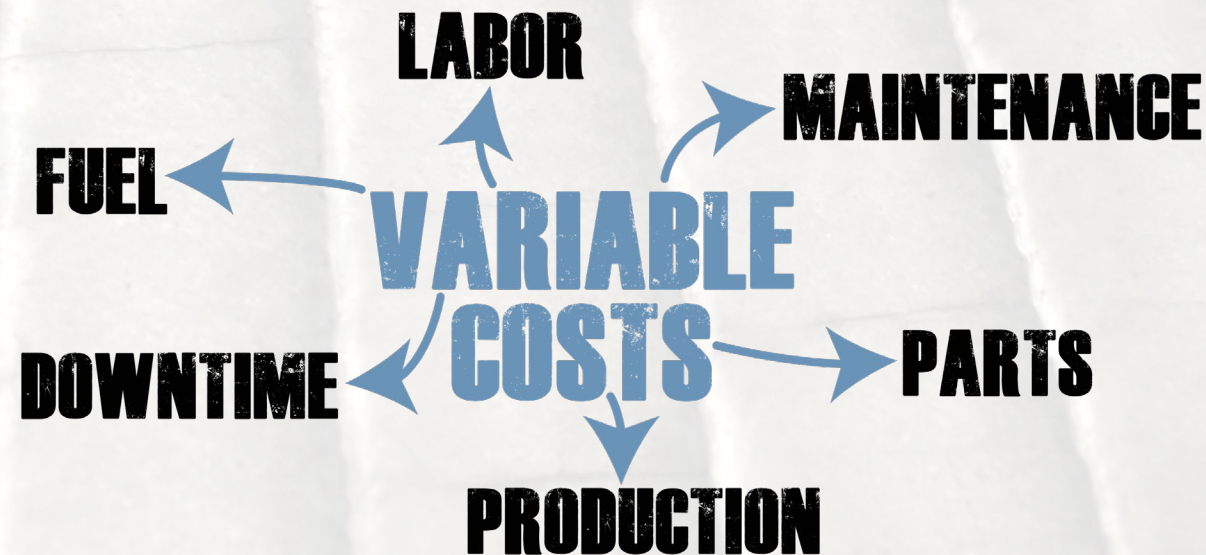 LABOR
MAINTENANCE
FUEL
VARIABLE
COSTS
DOWNTIME
PARTS
PRODUCTION